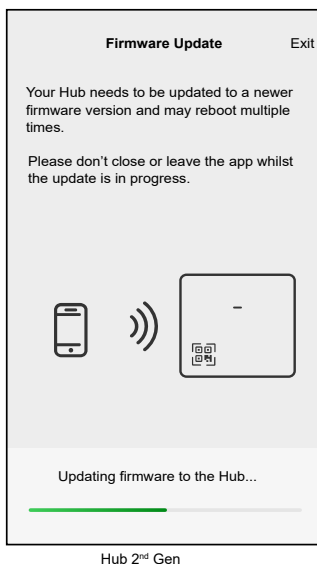 Firmware Update Exit
Your Hub needs to be updated to a newer
firmware version and may reboot multiple
times.
Please don’t close or leave the app whilst
the update is in progress.
Updating firmware to the Hub...
Hub 2nd Gen